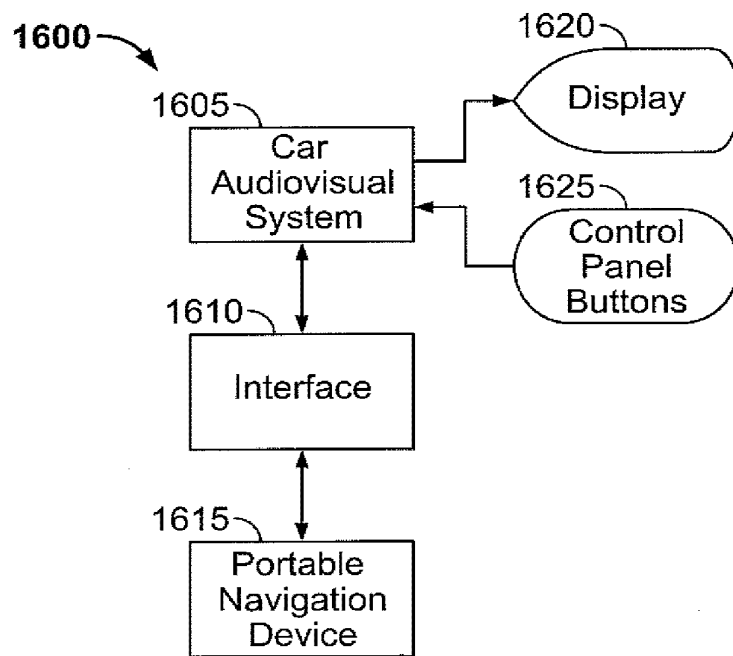 1600
1605
Car
Audiovisual
System
1620
Display
1625
Control
Panel
Buttons
1610
Interface
1615
Portable
Navigation
Device